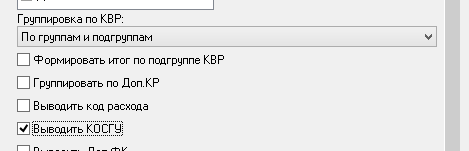 Группировка по КВР:
По группам и подгруппам
Формировать итог по подгруппе КВР
Группировать по Доп.КР
Выводить код расхода
Выводить КОСГУ